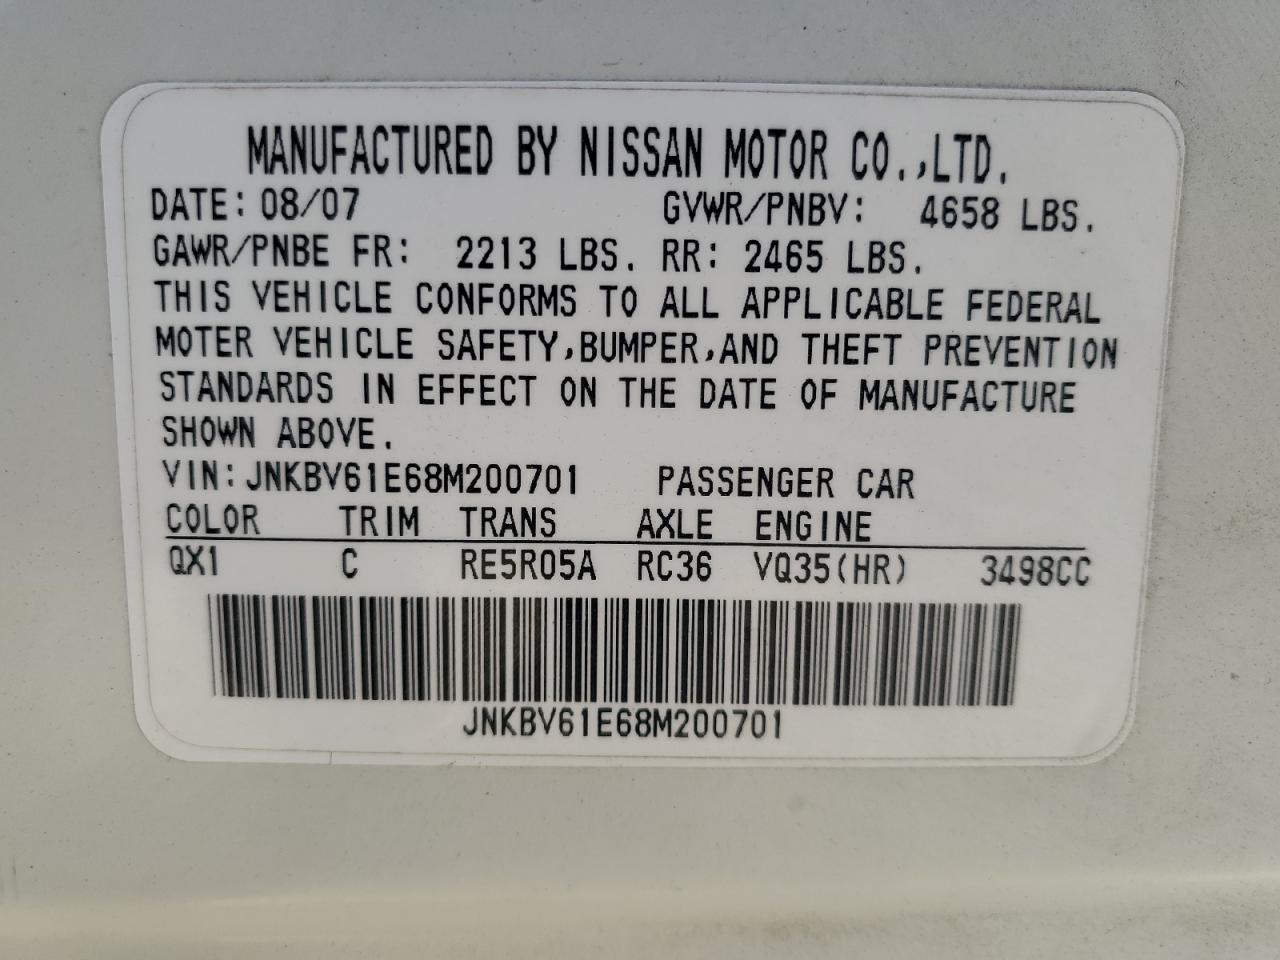 MANUFACTURED BY NISSAN MOTOR CO.,LTD.
DATE: 08/07 GVWR/PNBV: 4658 LBS.
GAWR/PNBE FR: 2213 LBS. RR: 2465 LBS.
THIS VEHICLE CONFORMS TO ALL APPLICABLE FEDERAL
MOTER VEHICLE SAFETY,BUMPER,AND THEFT PREVENTION
STANDARDS IN EFFECT ON THE DATE OF MANUFACTURE
SHOWN ABOVE.
VIN:JNKBV61E68M200701 PASSENGER CAR
COLOR TRIM TRANS AXLE ENGINE
QX1 C RE5R05A RC36 VQ35(HR) 3498CC
JNKBV61E68M200701